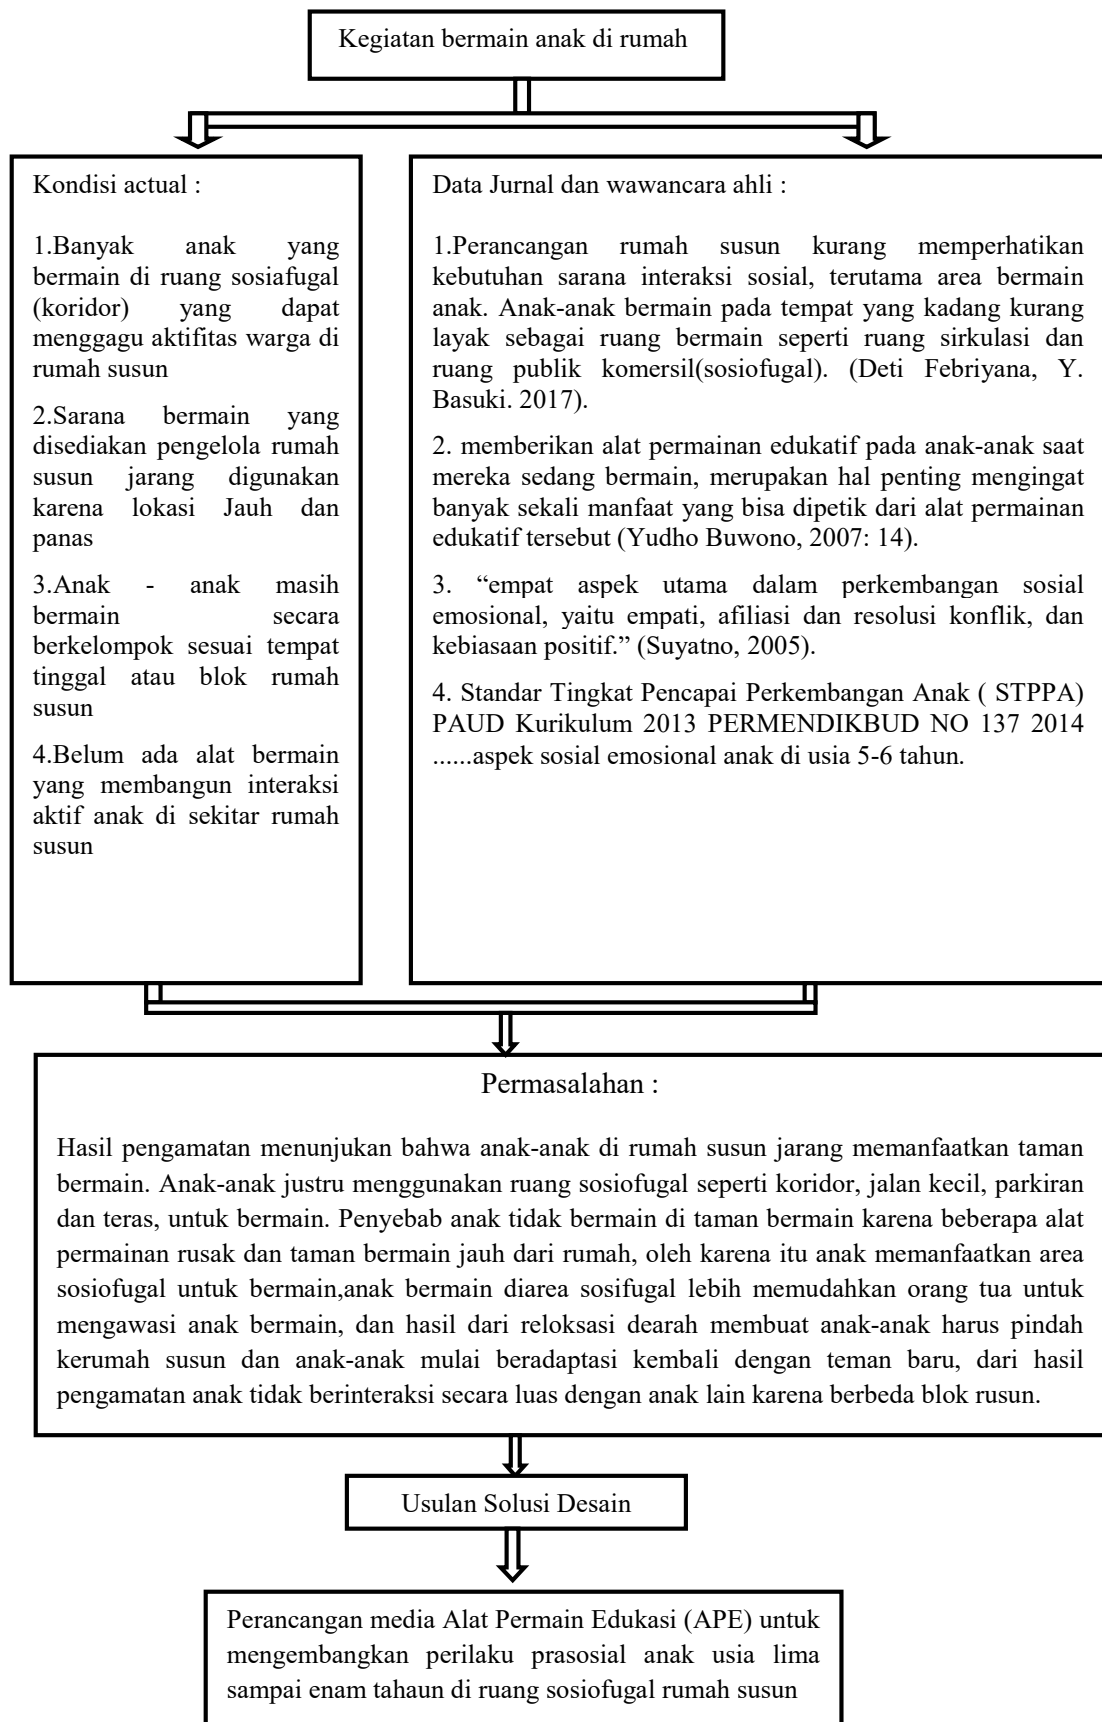 Kegiatan bermain anak di rumah
Kondisi actual :
1.Banyak anak yang
bermain di ruang sosiafugal
(koridor) yang dapat
menggagu aktifitas warga di
rumah susun
2.Sarana bermain yang
disediakan pengelola rumah
susun jarang digunakan
karena lokasi Jauh dan
panas
3.Anak - anak masih
bermain secara
berkelompok sesuai tempat
tinggal atau blok rumah
susun
4.Belum ada alat bermain
yang membangun interaksi
aktif anak di sekitar rumah
susun
Data Jurnal dan wawancara ahli :
1.Perancangan rumah susun kurang memperhatikan
kebutuhan sarana interaksi sosial, terutama area bermain
anak. Anak-anak bermain pada tempat yang kadang kurang
layak sebagai ruang bermain seperti ruang sirkulasi dan
ruang publik komersil(sosiofugal). (Deti Febriyana, Y.
Basuki. 2017).
2. memberikan alat permainan edukatif pada anak-anak saat
mereka sedang bermain, merupakan hal penting mengingat
banyak sekali manfaat yang bisa dipetik dari alat permainan
edukatif tersebut (Yudho Buwono, 2007: 14).
3. “empat aspek utama dalam perkembangan sosial
emosional, yaitu empati, afiliasi dan resolusi konflik, dan
kebiasaan positif.” (Suyatno, 2005).
4. Standar Tingkat Pencapai Perkembangan Anak ( STPPA)
PAUD Kurikulum 2013 PERMENDIKBUD NO 137 2014
......aspek sosial emosional anak di usia 5-6 tahun.
Permasalahan :
Hasil pengamatan menunjukan bahwa anak-anak di rumah susun jarang memanfaatkan taman
bermain. Anak-anak justru menggunakan ruang sosiofugal seperti koridor, jalan kecil, parkiran
dan teras, untuk bermain. Penyebab anak tidak bermain di taman bermain karena beberapa alat
permainan rusak dan taman bermain jauh dari rumah, oleh karena itu anak memanfaatkan area
sosiofugal untuk bermain,anak bermain diarea sosifugal lebih memudahkan orang tua untuk
mengawasi anak bermain, dan hasil dari reloksasi dearah membuat anak-anak harus pindah
kerumah susun dan anak-anak mulai beradaptasi kembali dengan teman baru, dari hasil
pengamatan anak tidak berinteraksi secara luas dengan anak lain karena berbeda blok rusun.
Usulan Solusi Desain
Perancangan media Alat Permain Edukasi (APE) untuk
mengembangkan perilaku prasosial anak usia lima
sampai enam tahaun di ruang sosiofugal rumah susun